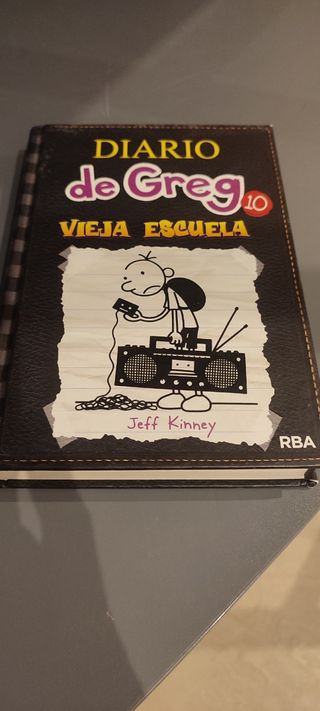 DIARIO
de Greg 10
VIEJA ESCUELA
Jeff Kinney
RBA